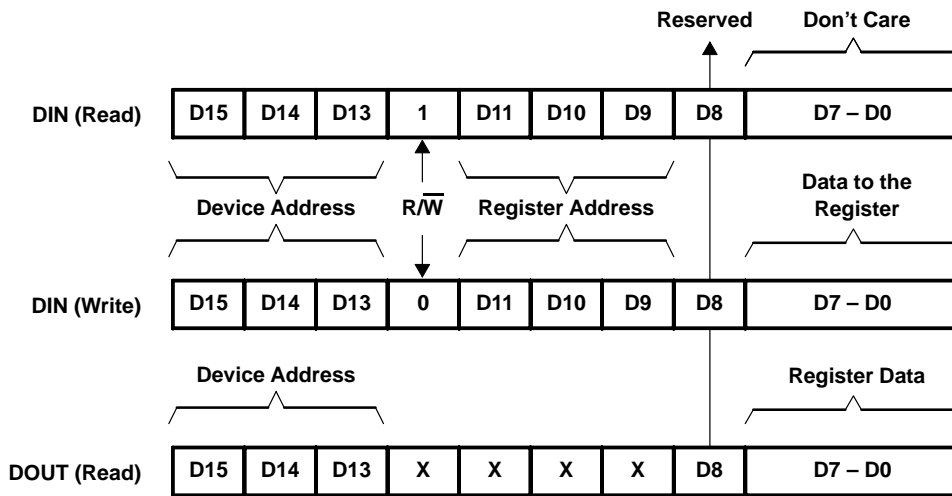 Reserved Don’t Care
DIN (Read) D15 D14 D13 1 D11 D10 D9 D8 D7 – D0
Device Address R/W̅ Register Address Data to the
Register
DIN (Write) D15 D14 D13 0 D11 D10 D9 D8 D7 – D0
Device Address Register Data
DOUT (Read) D15 D14 D13 X X X X D8 D7 – D0